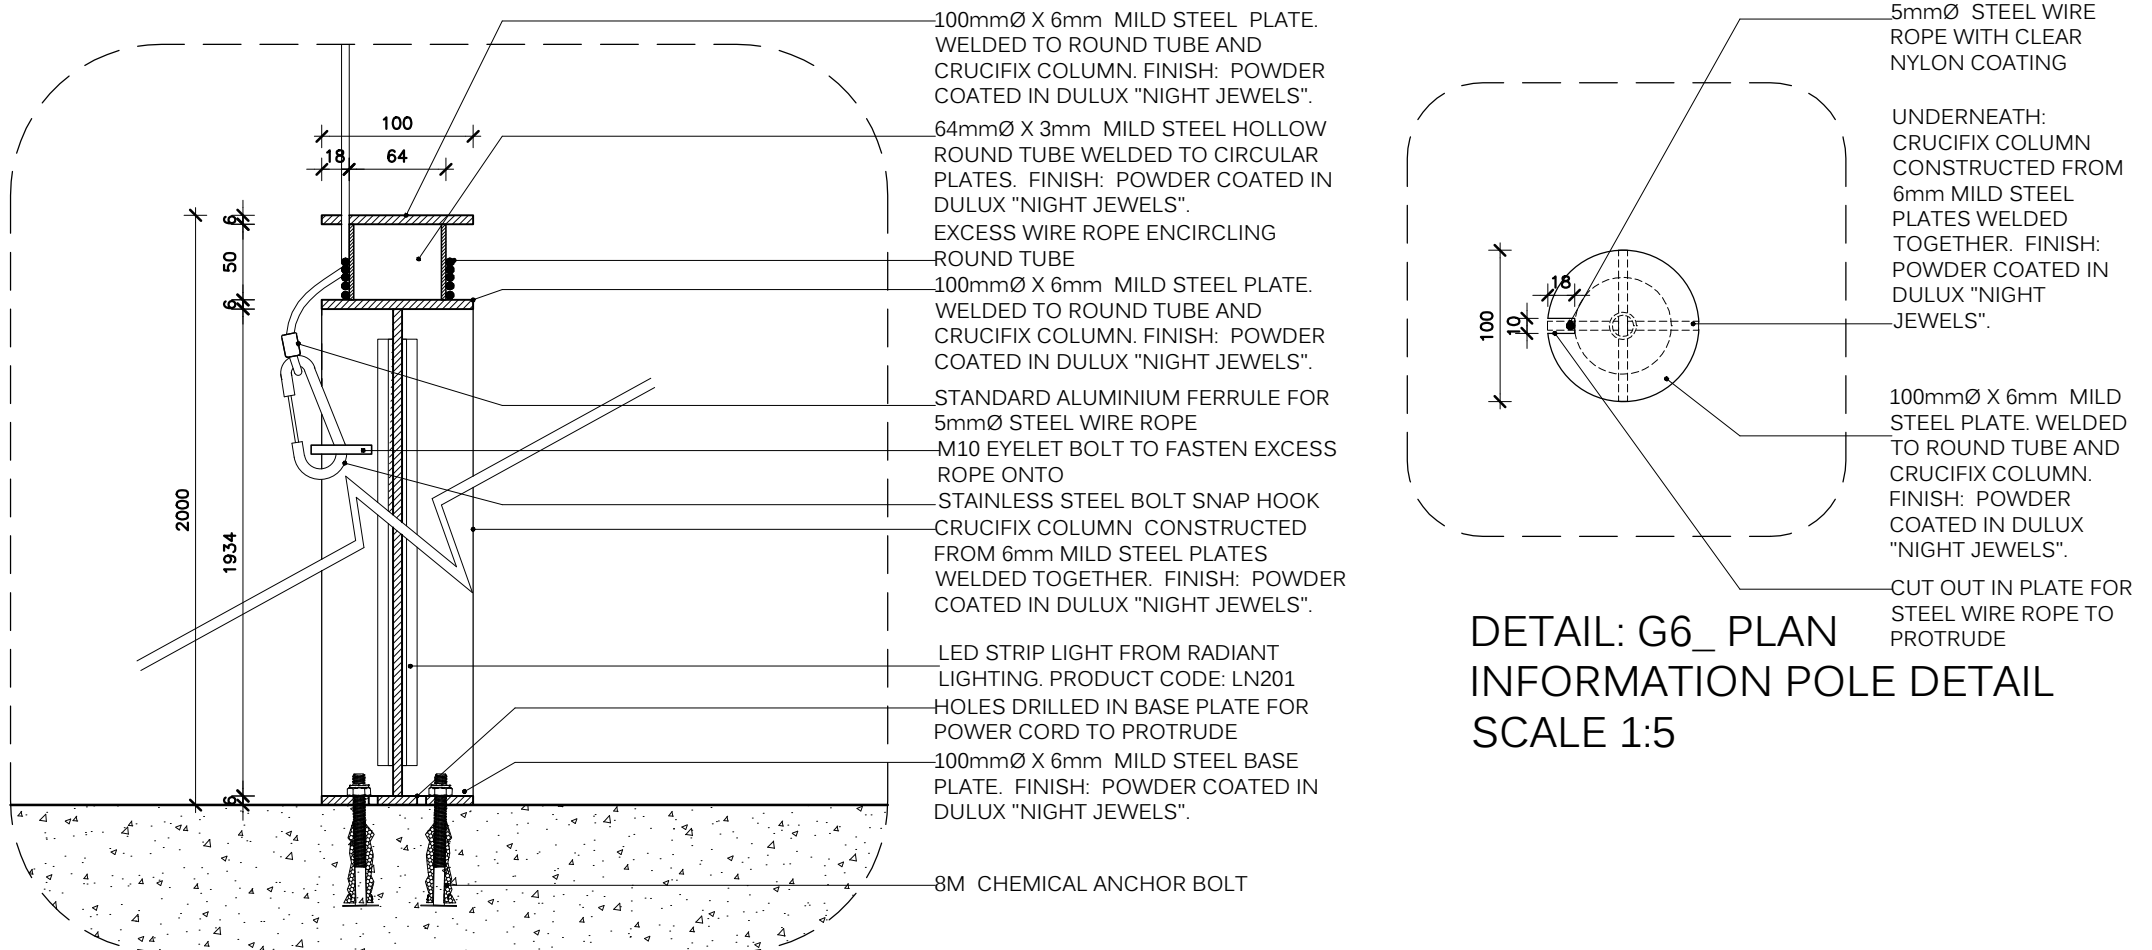 100mmØ X 6mm MILD STEEL PLATE.
WELDED TO ROUND TUBE AND
CRUCIFIX COLUMN. FINISH: POWDER
COATED IN DULUX "NIGHT JEWELS".
64mmØ X 3mm MILD STEEL HOLLOW
ROUND TUBE WELDED TO CIRCULAR
PLATES. FINISH: POWDER COATED IN
DULUX "NIGHT JEWELS".
EXCESS WIRE ROPE ENCIRCLING
ROUND TUBE
100mmØ X 6mm MILD STEEL PLATE.
WELDED TO ROUND TUBE AND
CRUCIFIX COLUMN. FINISH: POWDER
COATED IN DULUX "NIGHT JEWELS".
STANDARD ALUMINIUM FERRULE FOR
5mmØ STEEL WIRE ROPE
M10 EYELET BOLT TO FASTEN EXCESS
ROPE ONTO
STAINLESS STEEL BOLT SNAP HOOK
CRUCIFIX COLUMN CONSTRUCTED
FROM 6mm MILD STEEL PLATES
WELDED TOGETHER. FINISH: POWDER
COATED IN DULUX "NIGHT JEWELS".
LED STRIP LIGHT FROM RADIANT
LIGHTING. PRODUCT CODE: LN201
HOLES DRILLED IN BASE PLATE FOR
POWER CORD TO PROTRUDE
100mmØ X 6mm MILD STEEL BASE
PLATE. FINISH: POWDER COATED IN
DULUX "NIGHT JEWELS".
8M CHEMICAL ANCHOR BOLT
100
18
64
6
50
6
2000
1934
6
5mmØ STEEL WIRE
ROPE WITH CLEAR
NYLON COATING
UNDERNEATH:
CRUCIFIX COLUMN
CONSTRUCTED FROM
6mm MILD STEEL
PLATES WELDED
TOGETHER. FINISH:
POWDER COATED IN
DULUX "NIGHT
JEWELS".
100mmØ X 6mm MILD
STEEL PLATE. WELDED
TO ROUND TUBE AND
CRUCIFIX COLUMN.
FINISH: POWDER
COATED IN DULUX
"NIGHT JEWELS".
CUT OUT IN PLATE FOR
STEEL WIRE ROPE TO
PROTRUDE
18
10
100
DETAIL: G6_ PLAN
INFORMATION POLE DETAIL
SCALE 1:5